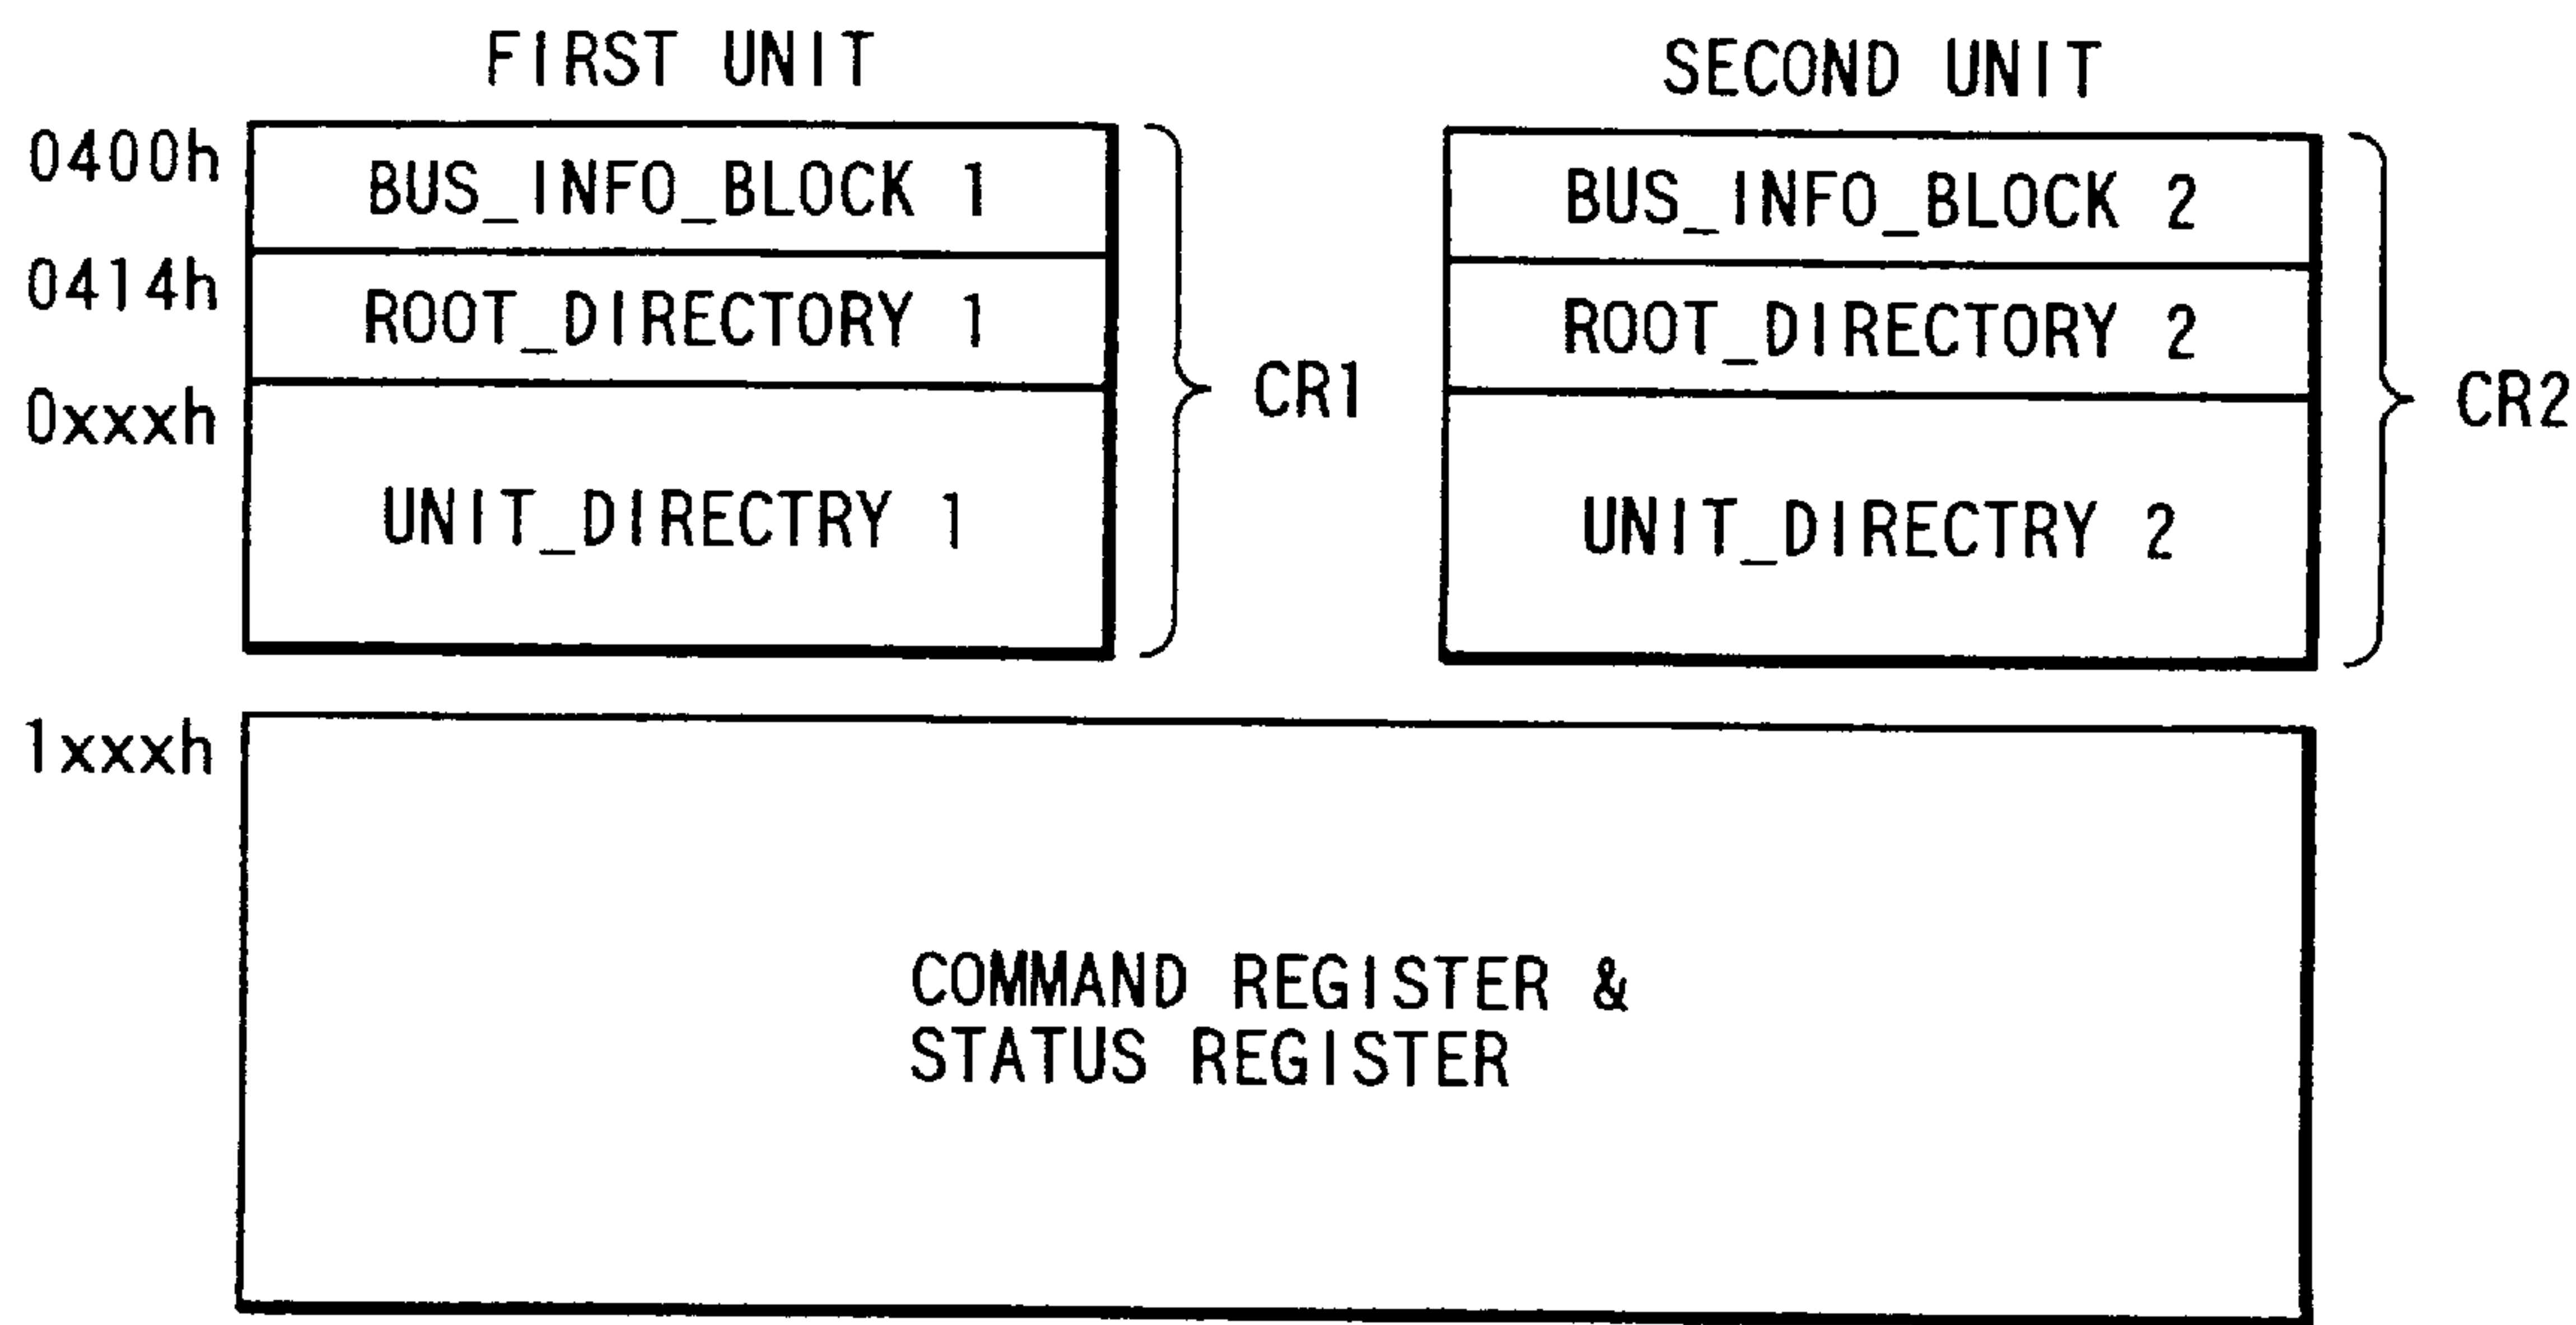 FIRST UNIT
SECOND UNIT
0400h
BUS_INFO_BLOCK 1
BUS_INFO_BLOCK 2
0414h
ROOT_DIRECTORY 1
ROOT_DIRECTORY 2
CR1
CR2
0xxxh
UNIT_DIRECTRY 1
UNIT_DIRECTRY 2
1xxxh
COMMAND REGISTER &
STATUS REGISTER